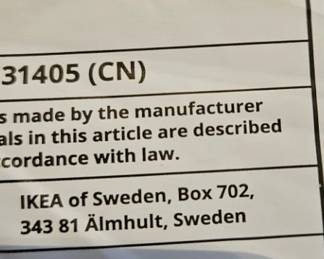 31405 (CN)
s made by the manufacturer
als in this article are described
cordance with law.
IKEA of Sweden, Box 702,
343 81 Älmhult, Sweden